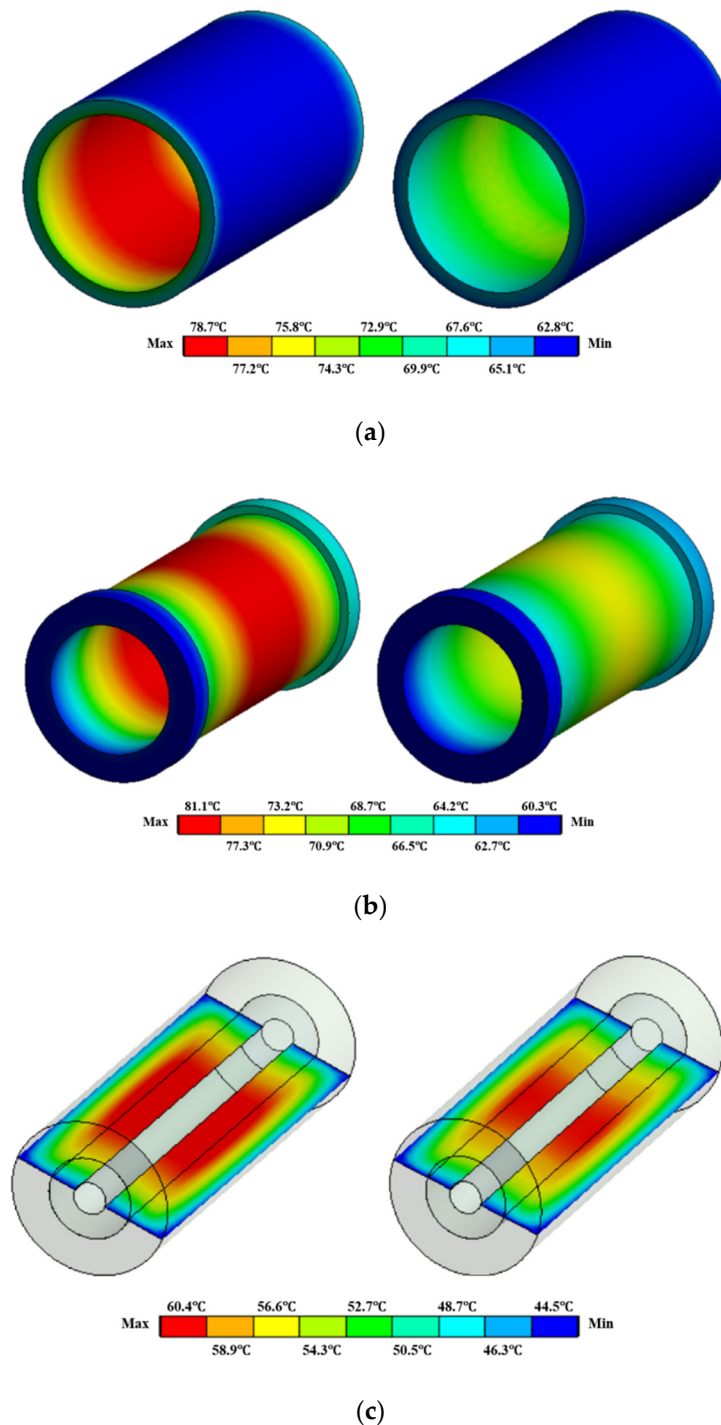 78.7℃ 75.8℃ 72.9℃ 67.6℃ 62.8℃
Max Min
77.2℃ 74.3℃ 69.9℃ 65.1℃
(a)
81.1℃ 73.2℃ 68.7℃ 64.2℃ 60.3℃
Max Min
77.3℃ 70.9℃ 66.5℃ 62.7℃
(b)
60.4℃ 56.6℃ 52.7℃ 48.7℃ 44.5℃
Max Min
58.9℃ 54.3℃ 50.5℃ 46.3℃
(c)